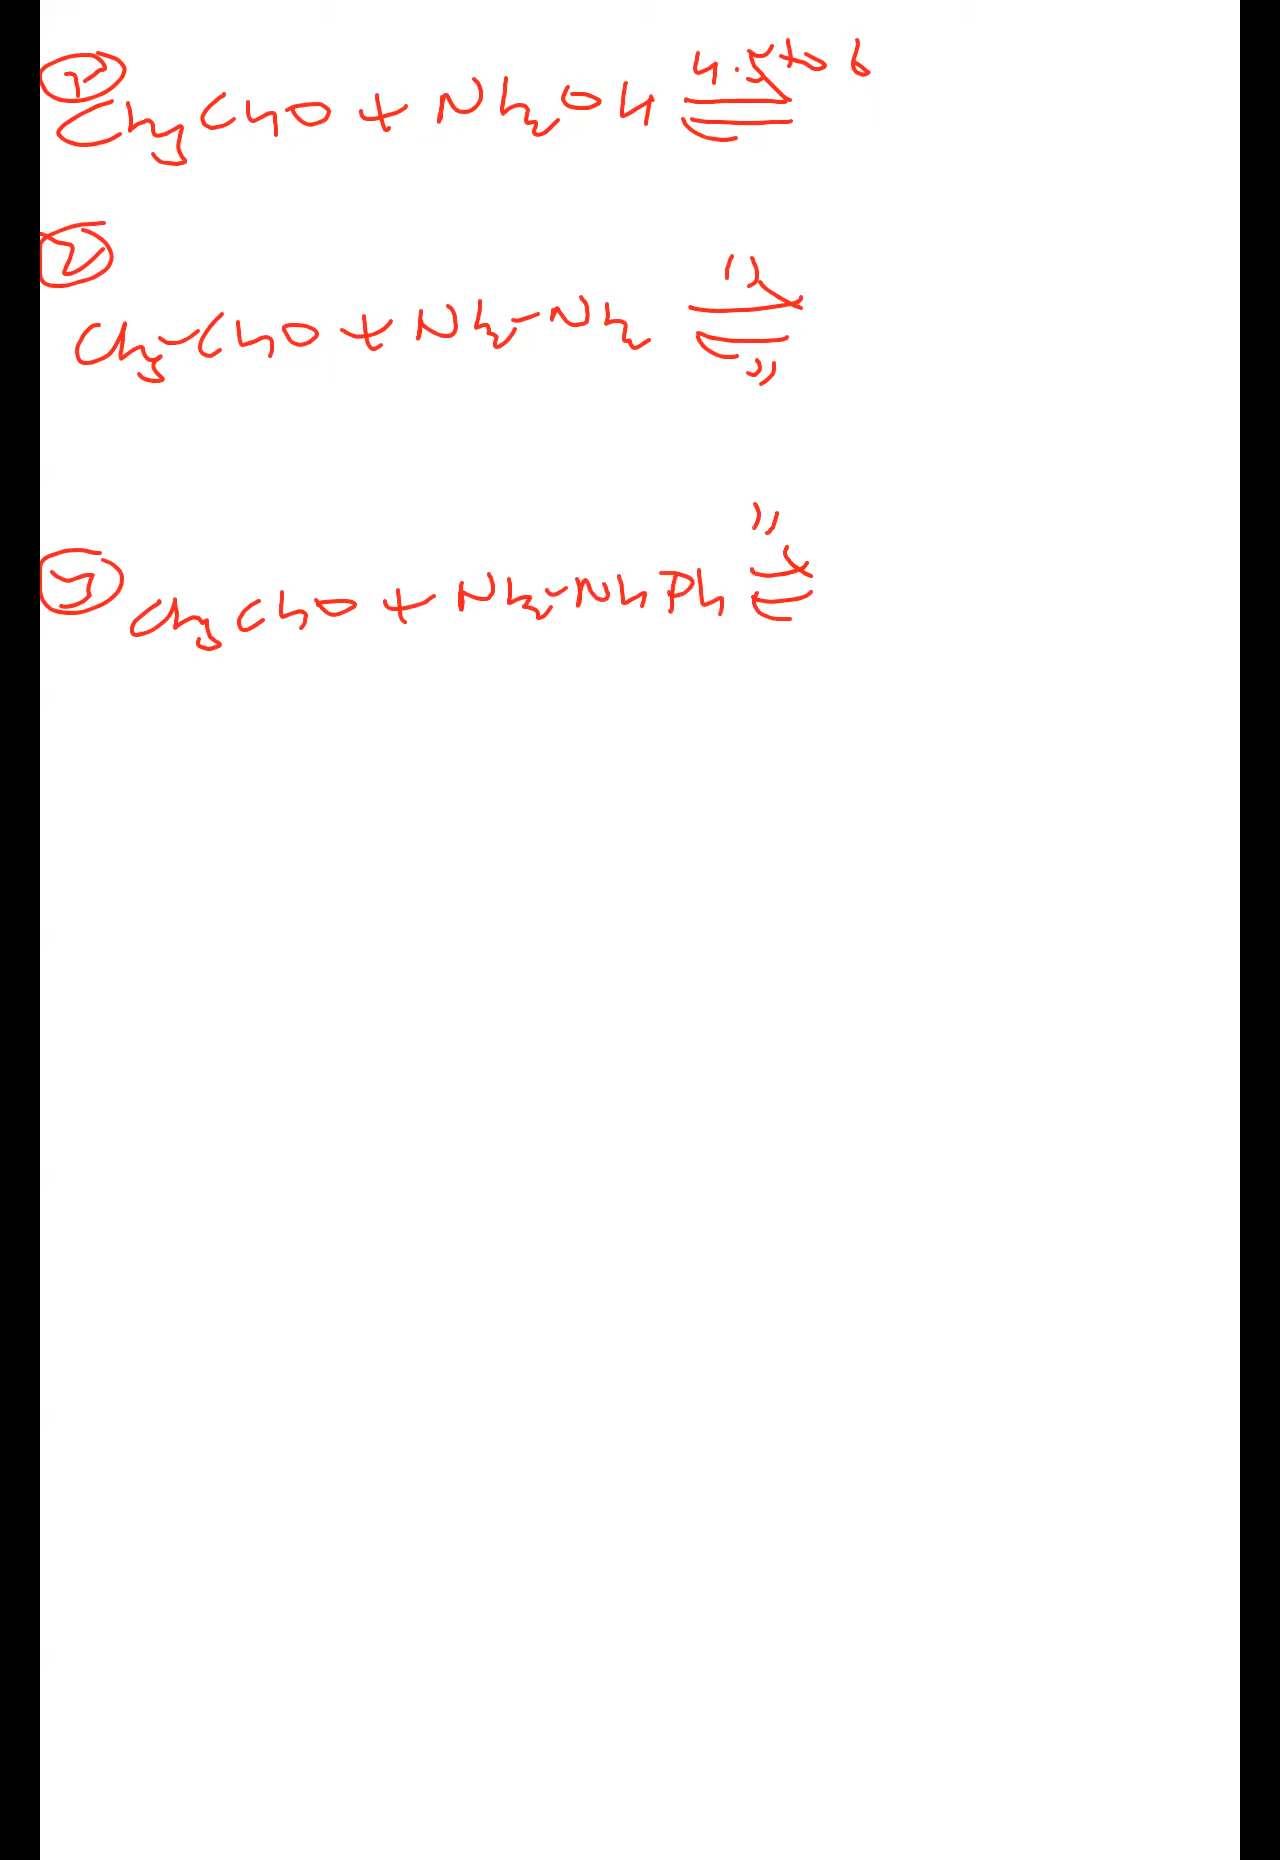 ① 4.5 to 6
CH3CHO + NH2OH ⇌
②
CH3-CHO + NH2-NH2 ⇌
"
"
③ CH3CHO + NH2-NHPh ⇌